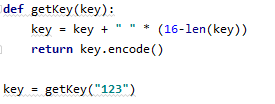 def getKey(key):
    key = key + " " * (16-len(key))
    return key.encode()
key = getKey("123")